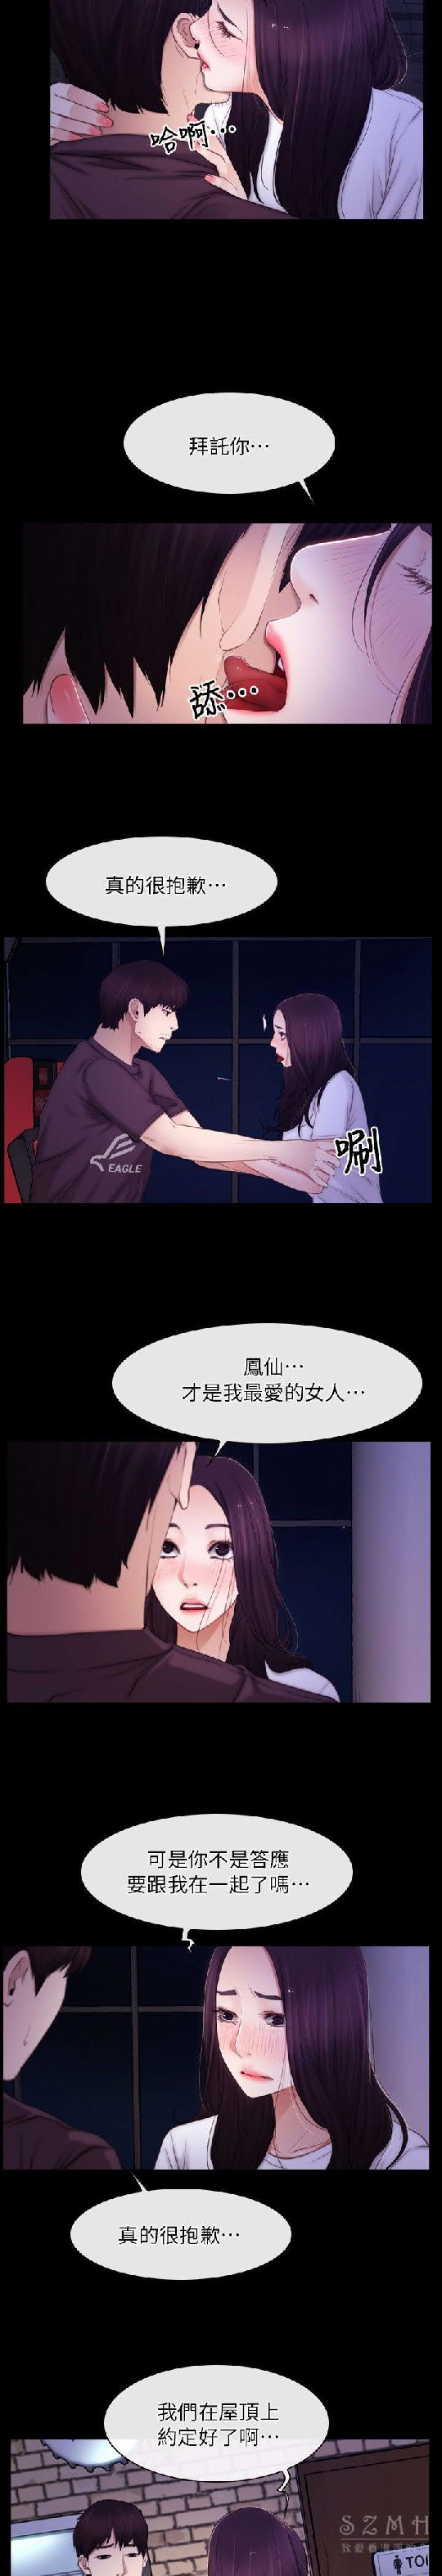 哈啊…
拜託你…
舔…
真的很抱歉…
EAGLE
唰
鳳仙…
才是我最愛的女人…
可是你不是答應
要跟我在一起了嗎…
真的很抱歉…
我們在屋頂上
約定好了啊…
SZMH
TOI